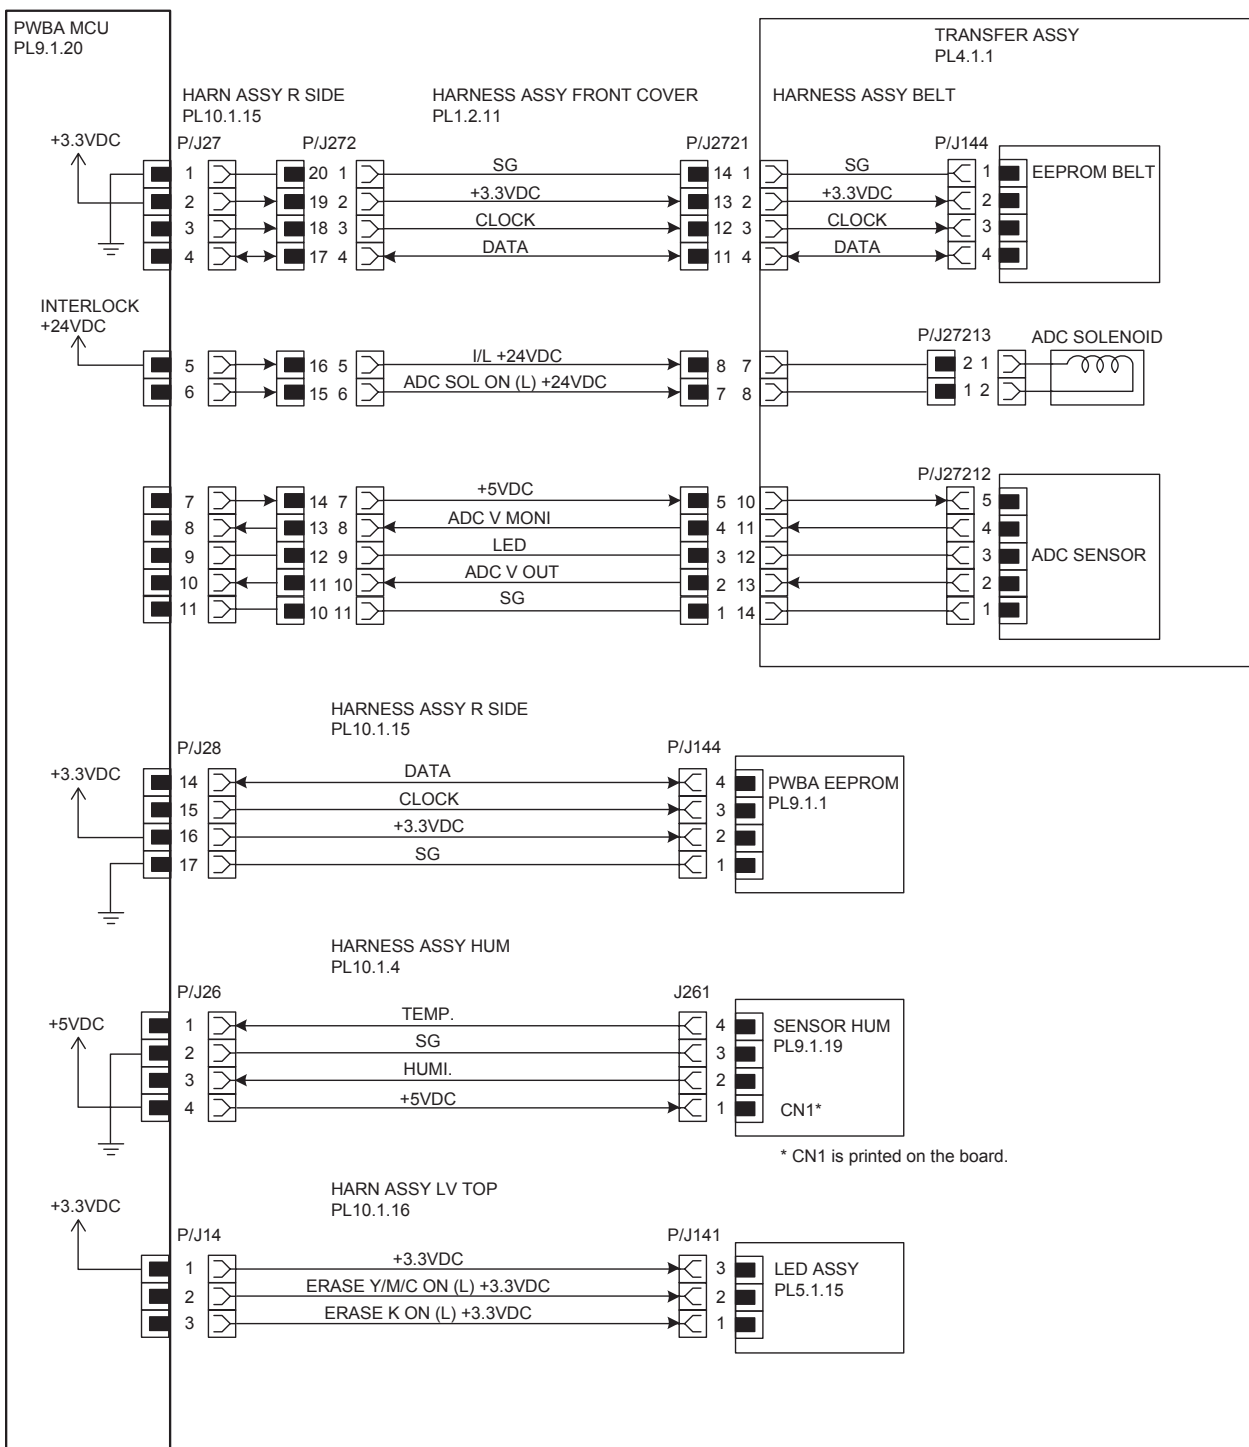 PWBA MCU
PL9.1.20
TRANSFER ASSY
PL4.1.1
HARN ASSY R SIDE
PL10.1.15
HARNESS ASSY FRONT COVER
PL1.2.11
HARNESS ASSY BELT
+3.3VDC
P/J27
P/J272
P/J2721
P/J144
1 20 1 SG 14 1 SG 1 EEPROM BELT
2 19 2 +3.3VDC 13 2 +3.3VDC 2
3 18 3 CLOCK 12 3 CLOCK 3
4 17 4 DATA 11 4 DATA 4
INTERLOCK
+24VDC
P/J27213
ADC SOLENOID
5 16 5 I/L +24VDC 8 7 2 1
6 15 6 ADC SOL ON (L) +24VDC 7 8 1 2
P/J27212
7 14 7 +5VDC 5 10 5
8 13 8 ADC V MONI 4 11 4
9 12 9 LED 3 12 3 ADC SENSOR
10 11 10 ADC V OUT 2 13 2
11 10 11 SG 1 14 1
HARNESS ASSY R SIDE
PL10.1.15
P/J28
P/J144
+3.3VDC
14 DATA 4 PWBA EEPROM
15 CLOCK 3 PL9.1.1
16 +3.3VDC 2
17 SG 1
HARNESS ASSY HUM
PL10.1.4
P/J26
J261
+5VDC
1 TEMP. 4 SENSOR HUM
2 SG 3 PL9.1.19
3 HUMI. 2
4 +5VDC 1 CN1*
* CN1 is printed on the board.
HARN ASSY LV TOP
PL10.1.16
+3.3VDC
P/J14
P/J141
1 +3.3VDC 3 LED ASSY
2 ERASE Y/M/C ON (L) +3.3VDC 2 PL5.1.15
3 ERASE K ON (L) +3.3VDC 1